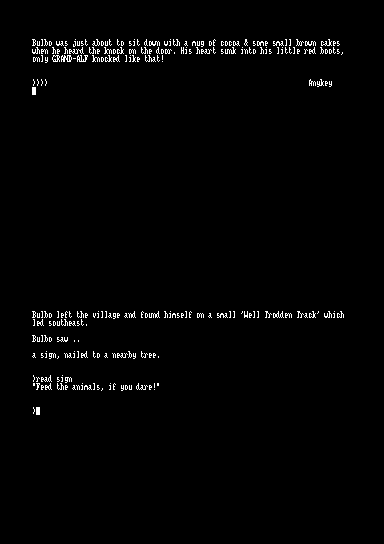 Bulbo was just about to sit down with a mug of cocoa & some small brown cakes
when he heard the knock on the door. His heart sunk into his little red boots,
only GRAND-ALF knocked like that!
)))) Anykey
Bulbo left the village and found himself on a small 'Well Trodden Track' which
led southeast.
Bulbo saw ..
a sign, nailed to a nearby tree.
)read sign
"Feed the animals, if you dare!"
)